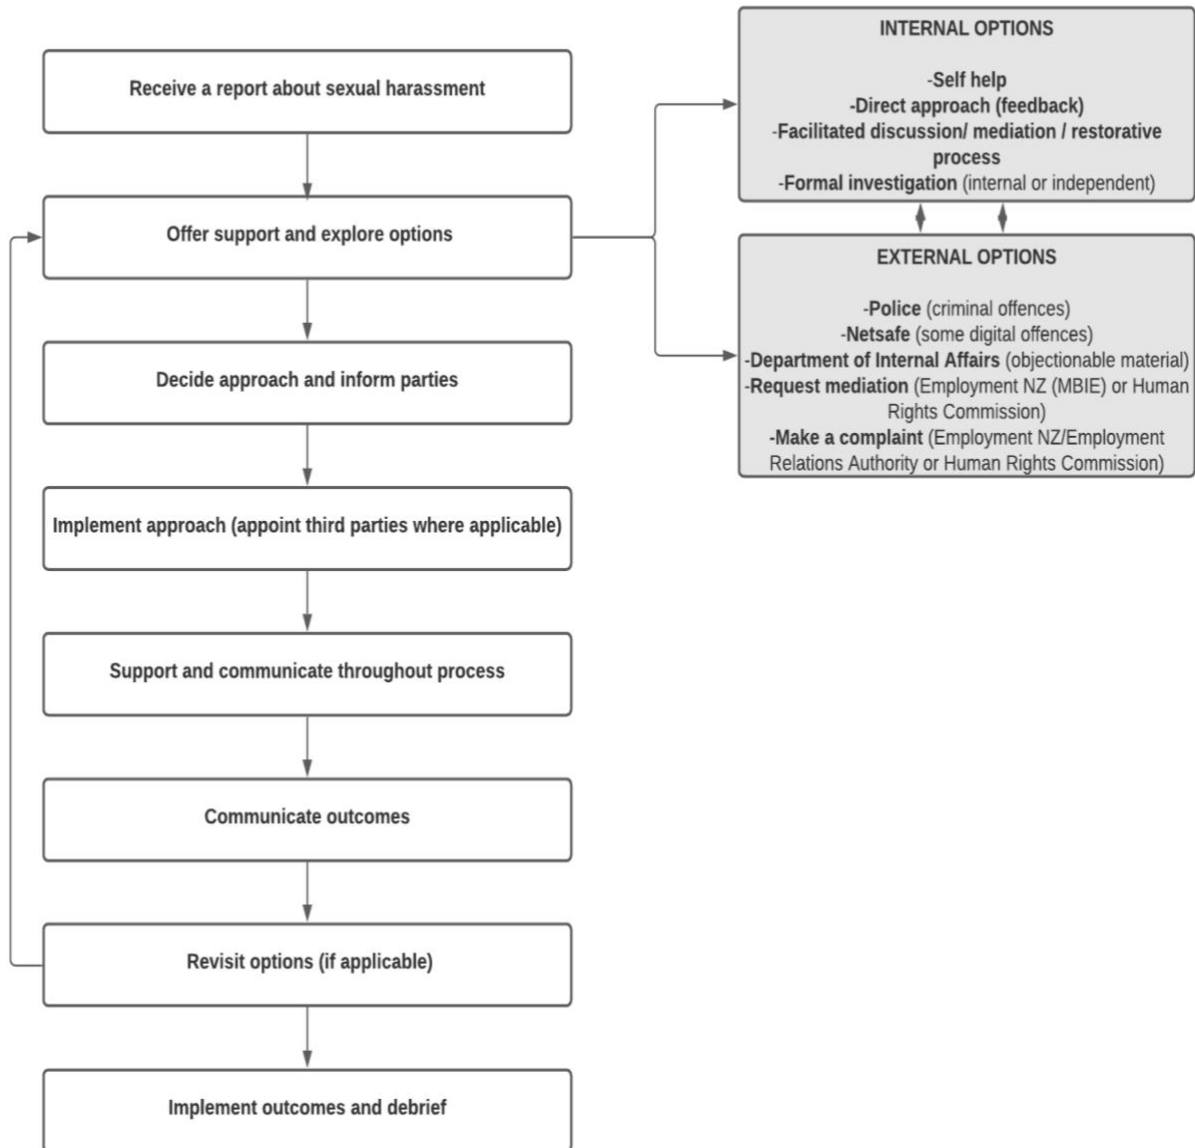 Receive a report about sexual harassment
Offer support and explore options
Decide approach and inform parties
Implement approach (appoint third parties where applicable)
Support and communicate throughout process
Communicate outcomes
Revisit options (if applicable)
Implement outcomes and debrief
INTERNAL OPTIONS
-Self help
-Direct approach (feedback)
-Facilitated discussion/ mediation / restorative
process
-Formal investigation (internal or independent)
EXTERNAL OPTIONS
-Police (criminal offences)
-Netsafe (some digital offences)
-Department of Internal Affairs (objectionable material)
-Request mediation (Employment NZ (MBIE) or Human
Rights Commission)
-Make a complaint (Employment NZ/Employment
Relations Authority or Human Rights Commission)